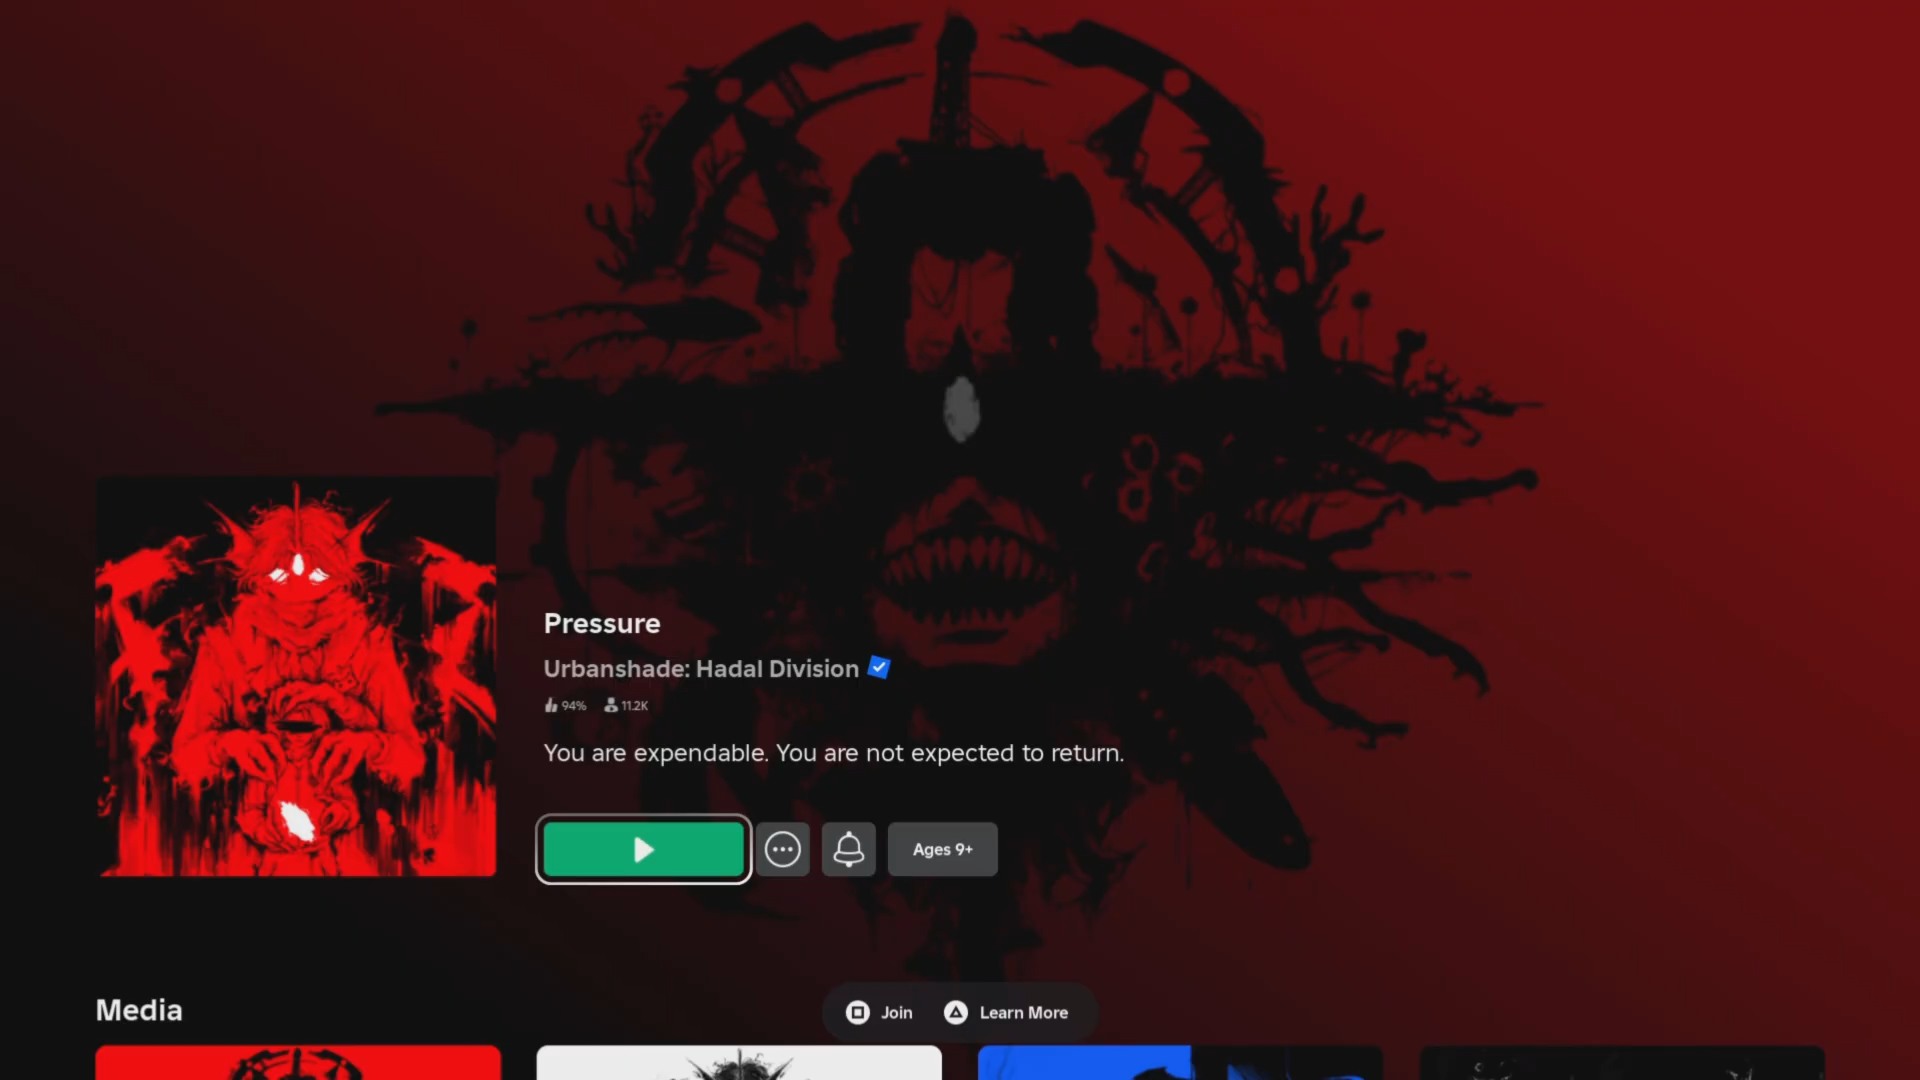 Pressure
Urbanshade: Hadal Division
94% 11.2K
You are expendable. You are not expected to return.
Ages 9+
Media
Join Learn More